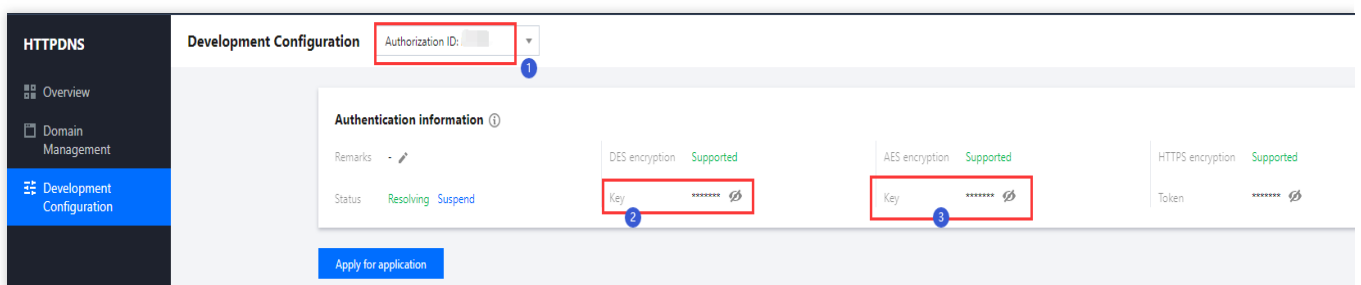 HTTPDNS
Development Configuration
Authorization ID:
1
Overview
Domain
Management
Development
Configuration
Authentication information
Remarks -
DES encryption Supported
AES encryption Supported
HTTPS encryption Supported
Status Resolving Suspend
Key *******
Key *******
Token *******
2
3
Apply for application